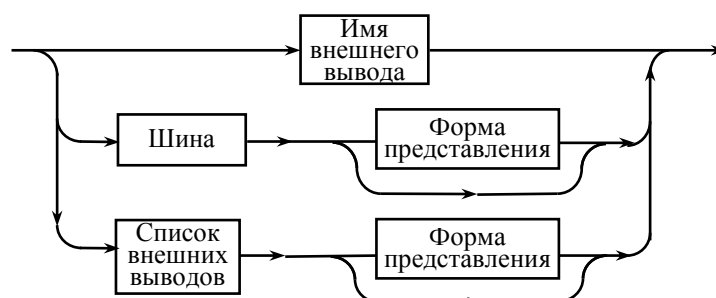 Имя
внешнего
вывода
Шина
Форма
представления
Список
внешних
выводов
Форма
представления